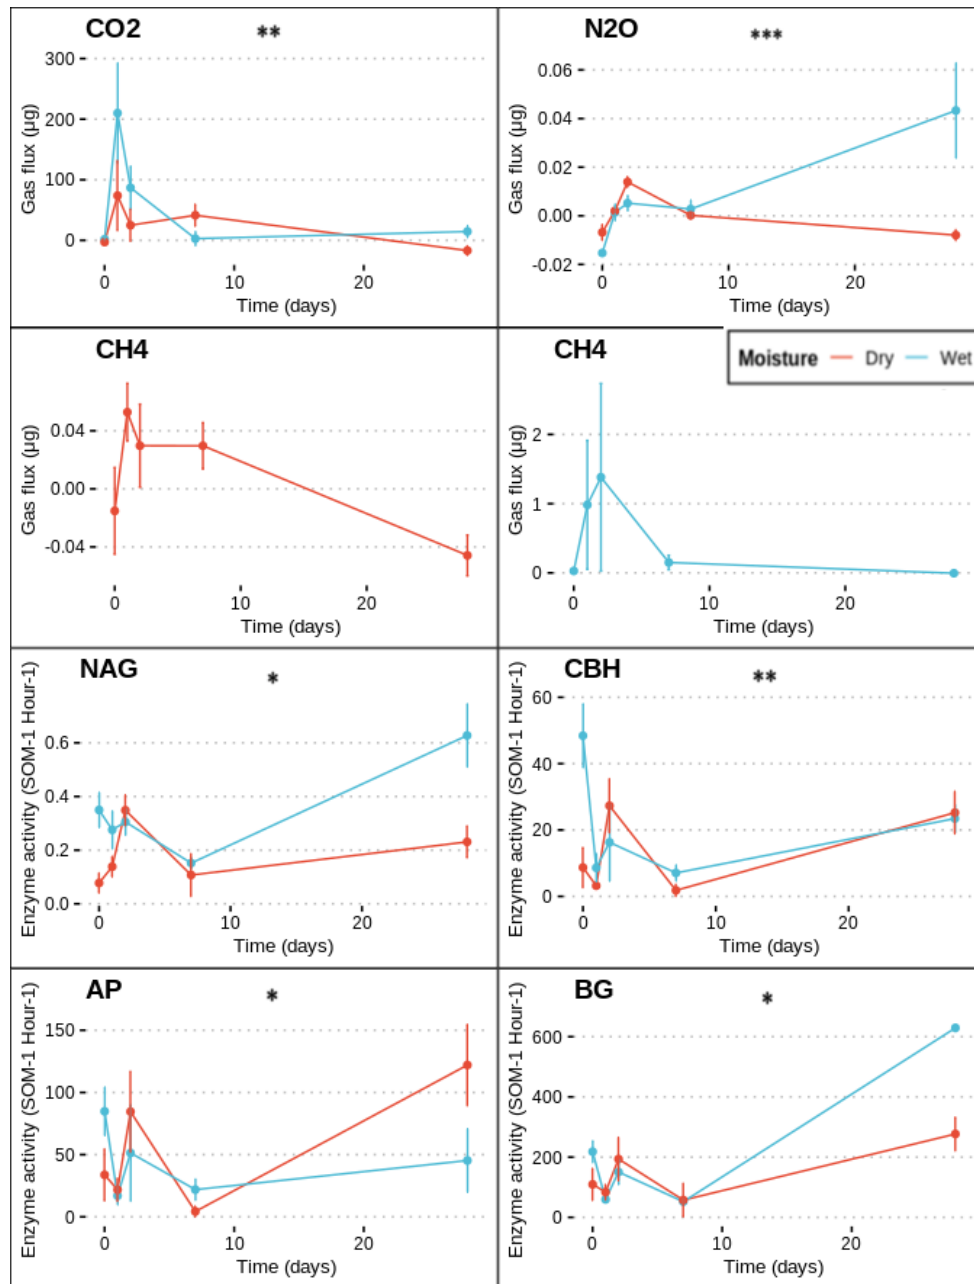 CO2 **
Gas flux (μg)
300
200
100
0
0 10 20
Time (days)
N2O ***
Gas flux (μg)
0.06
0.04
0.02
0.00
-0.02
0 10 20
Time (days)
CH4
Gas flux (μg)
0.04
0.00
-0.04
0 10 20
Time (days)
CH4
Moisture Dry Wet
Gas flux (μg)
2
1
0
0 10 20
Time (days)
NAG *
Enzyme activity (SOM-1 Hour-1)
0.6
0.4
0.2
0.0
0 10 20
Time (days)
CBH **
Enzyme activity (SOM-1 Hour-1)
60
40
20
0
0 10 20
Time (days)
AP *
Enzyme activity (SOM-1 Hour-1)
150
100
50
0
0 10 20
Time (days)
BG *
Enzyme activity (SOM-1 Hour-1)
600
400
200
0
0 10 20
Time (days)